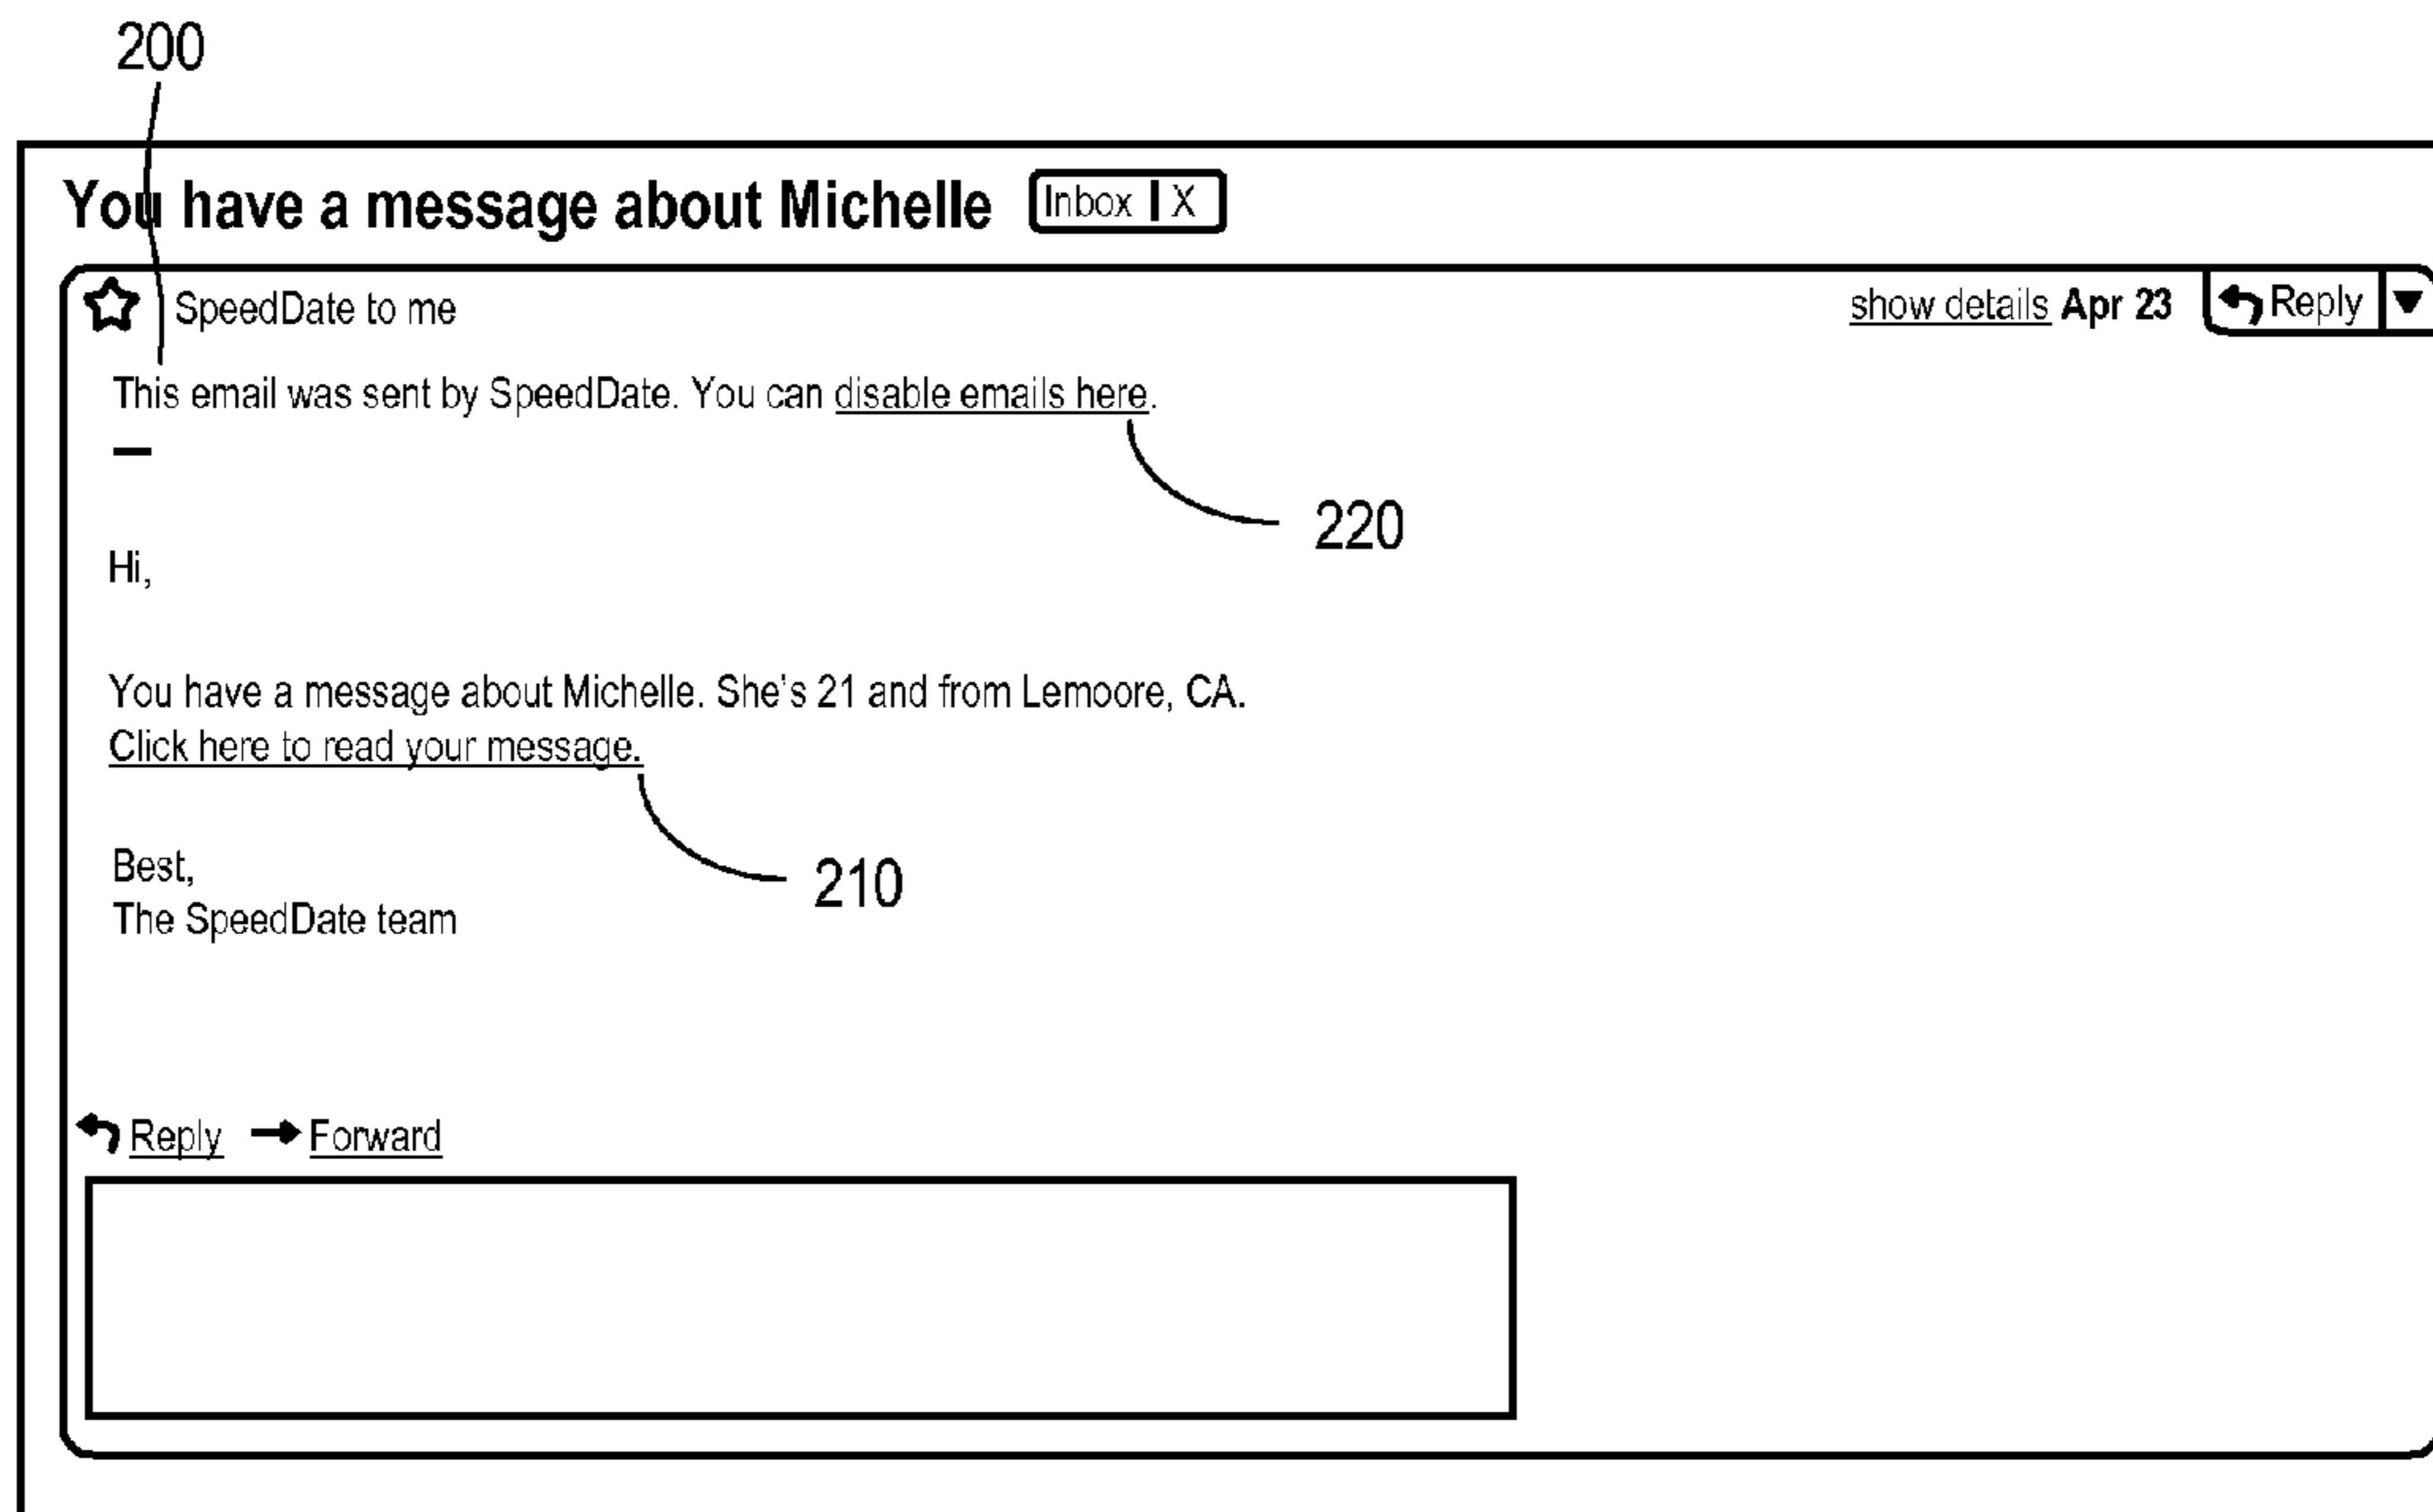 200
You have a message about Michelle Inbox | X
SpeedDate to me show details Apr 23 Reply
This email was sent by SpeedDate. You can disable emails here.
—
220
Hi,
You have a message about Michelle. She's 21 and from Lemoore, CA.
Click here to read your message.
210
Best,
The SpeedDate team
Reply Forward